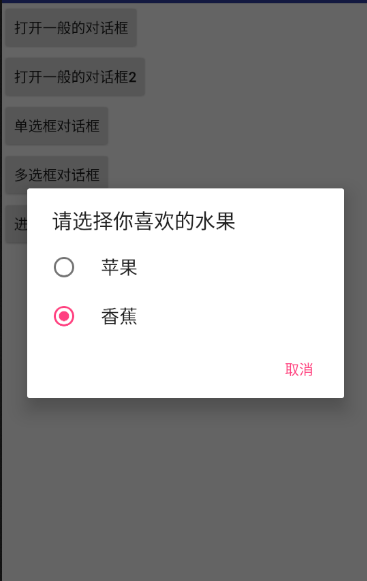 打开一般的对话框
打开一般的对话框2
单选框对话框
多选框对话框
进
请选择你喜欢的水果
苹果
香蕉
取消